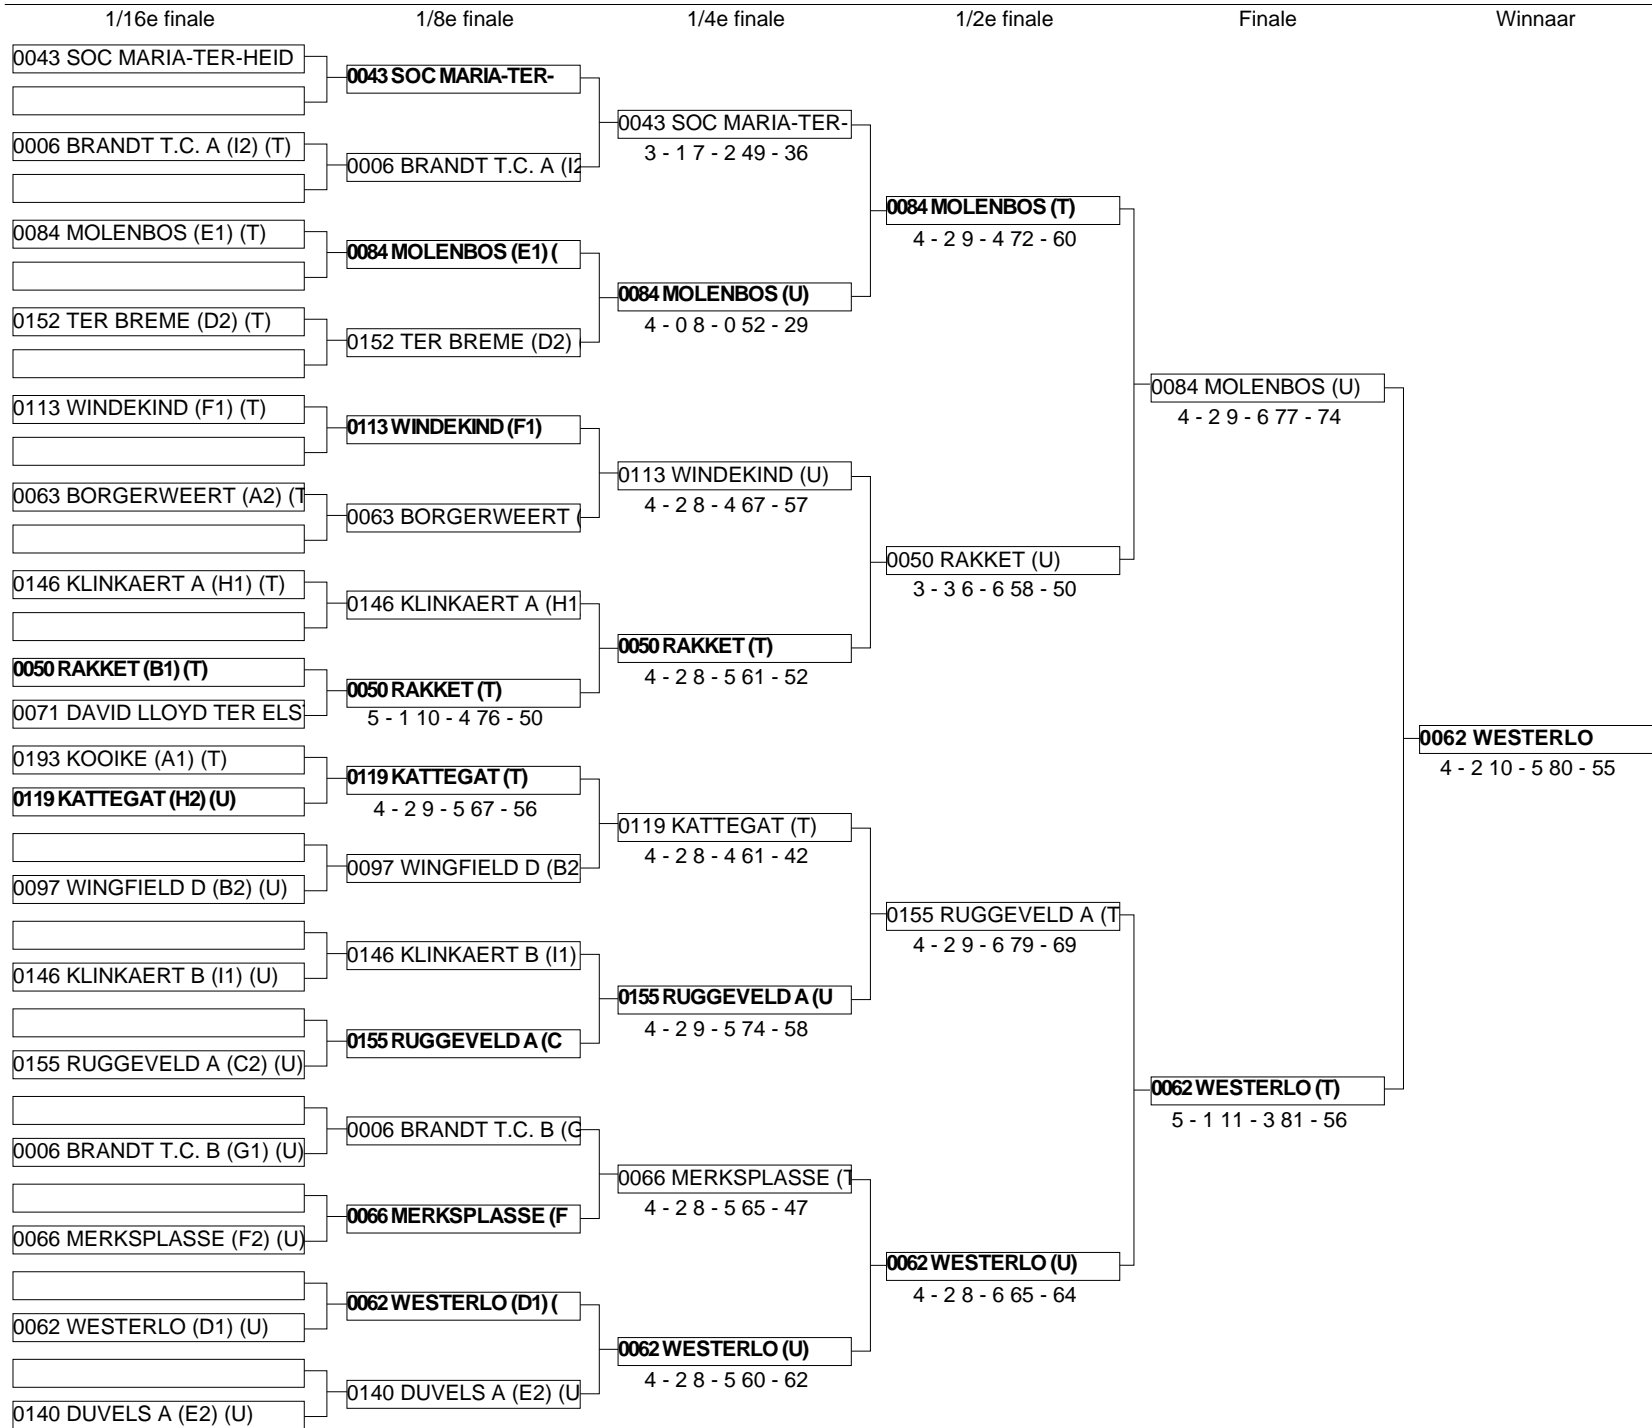 1/16e finale
1/8e finale
1/4e finale
1/2e finale
Finale
Winnaar
0043 SOC MARIA-TER-HEID
0006 BRANDT T.C. A (I2) (T)
0084 MOLENBOS (E1) (T)
0152 TER BREME (D2) (T)
0113 WINDEKIND (F1) (T)
0063 BORGERWEERT (A2) (T
0146 KLINKAERT A (H1) (T)
0050 RAKKET (B1) (T)
0071 DAVID LLOYD TER ELS
0193 KOOIKE (A1) (T)
0119 KATTEGAT (H2) (U)
0097 WINGFIELD D (B2) (U)
0146 KLINKAERT B (I1) (U)
0155 RUGGEVELD A (C2) (U)
0006 BRANDT T.C. B (G1) (U)
0066 MERKSPLASSE (F2) (U)
0062 WESTERLO (D1) (U)
0140 DUVELS A (E2) (U)
0043 SOC MARIA-TER-
0006 BRANDT T.C. A (I2
0084 MOLENBOS (E1) (
0152 TER BREME (D2) (
0113 WINDEKIND (F1)
0063 BORGERWEERT (
0146 KLINKAERT A (H1
0050 RAKKET (T)
5 - 1 10 - 4 76 - 50
0119 KATTEGAT (T)
4 - 2 9 - 5 67 - 56
0097 WINGFIELD D (B2
0146 KLINKAERT B (I1)
0155 RUGGEVELD A (C
0006 BRANDT T.C. B (G
0066 MERKSPLASSE (F
0062 WESTERLO (D1) (
0140 DUVELS A (E2) (U
0043 SOC MARIA-TER-
3 - 1 7 - 2 49 - 36
0084 MOLENBOS (U)
4 - 0 8 - 0 52 - 29
0113 WINDEKIND (U)
4 - 2 8 - 4 67 - 57
0050 RAKKET (T)
4 - 2 8 - 5 61 - 52
0119 KATTEGAT (T)
4 - 2 8 - 4 61 - 42
0155 RUGGEVELD A (U
4 - 2 9 - 5 74 - 58
0066 MERKSPLASSE (T
4 - 2 8 - 5 65 - 47
0062 WESTERLO (U)
4 - 2 8 - 5 60 - 62
0084 MOLENBOS (T)
4 - 2 9 - 4 72 - 60
0050 RAKKET (U)
3 - 3 6 - 6 58 - 50
0155 RUGGEVELD A (T
4 - 2 9 - 6 79 - 69
0062 WESTERLO (U)
4 - 2 8 - 6 65 - 64
0084 MOLENBOS (U)
4 - 2 9 - 6 77 - 74
0062 WESTERLO (T)
5 - 1 11 - 3 81 - 56
0062 WESTERLO
4 - 2 10 - 5 80 - 55